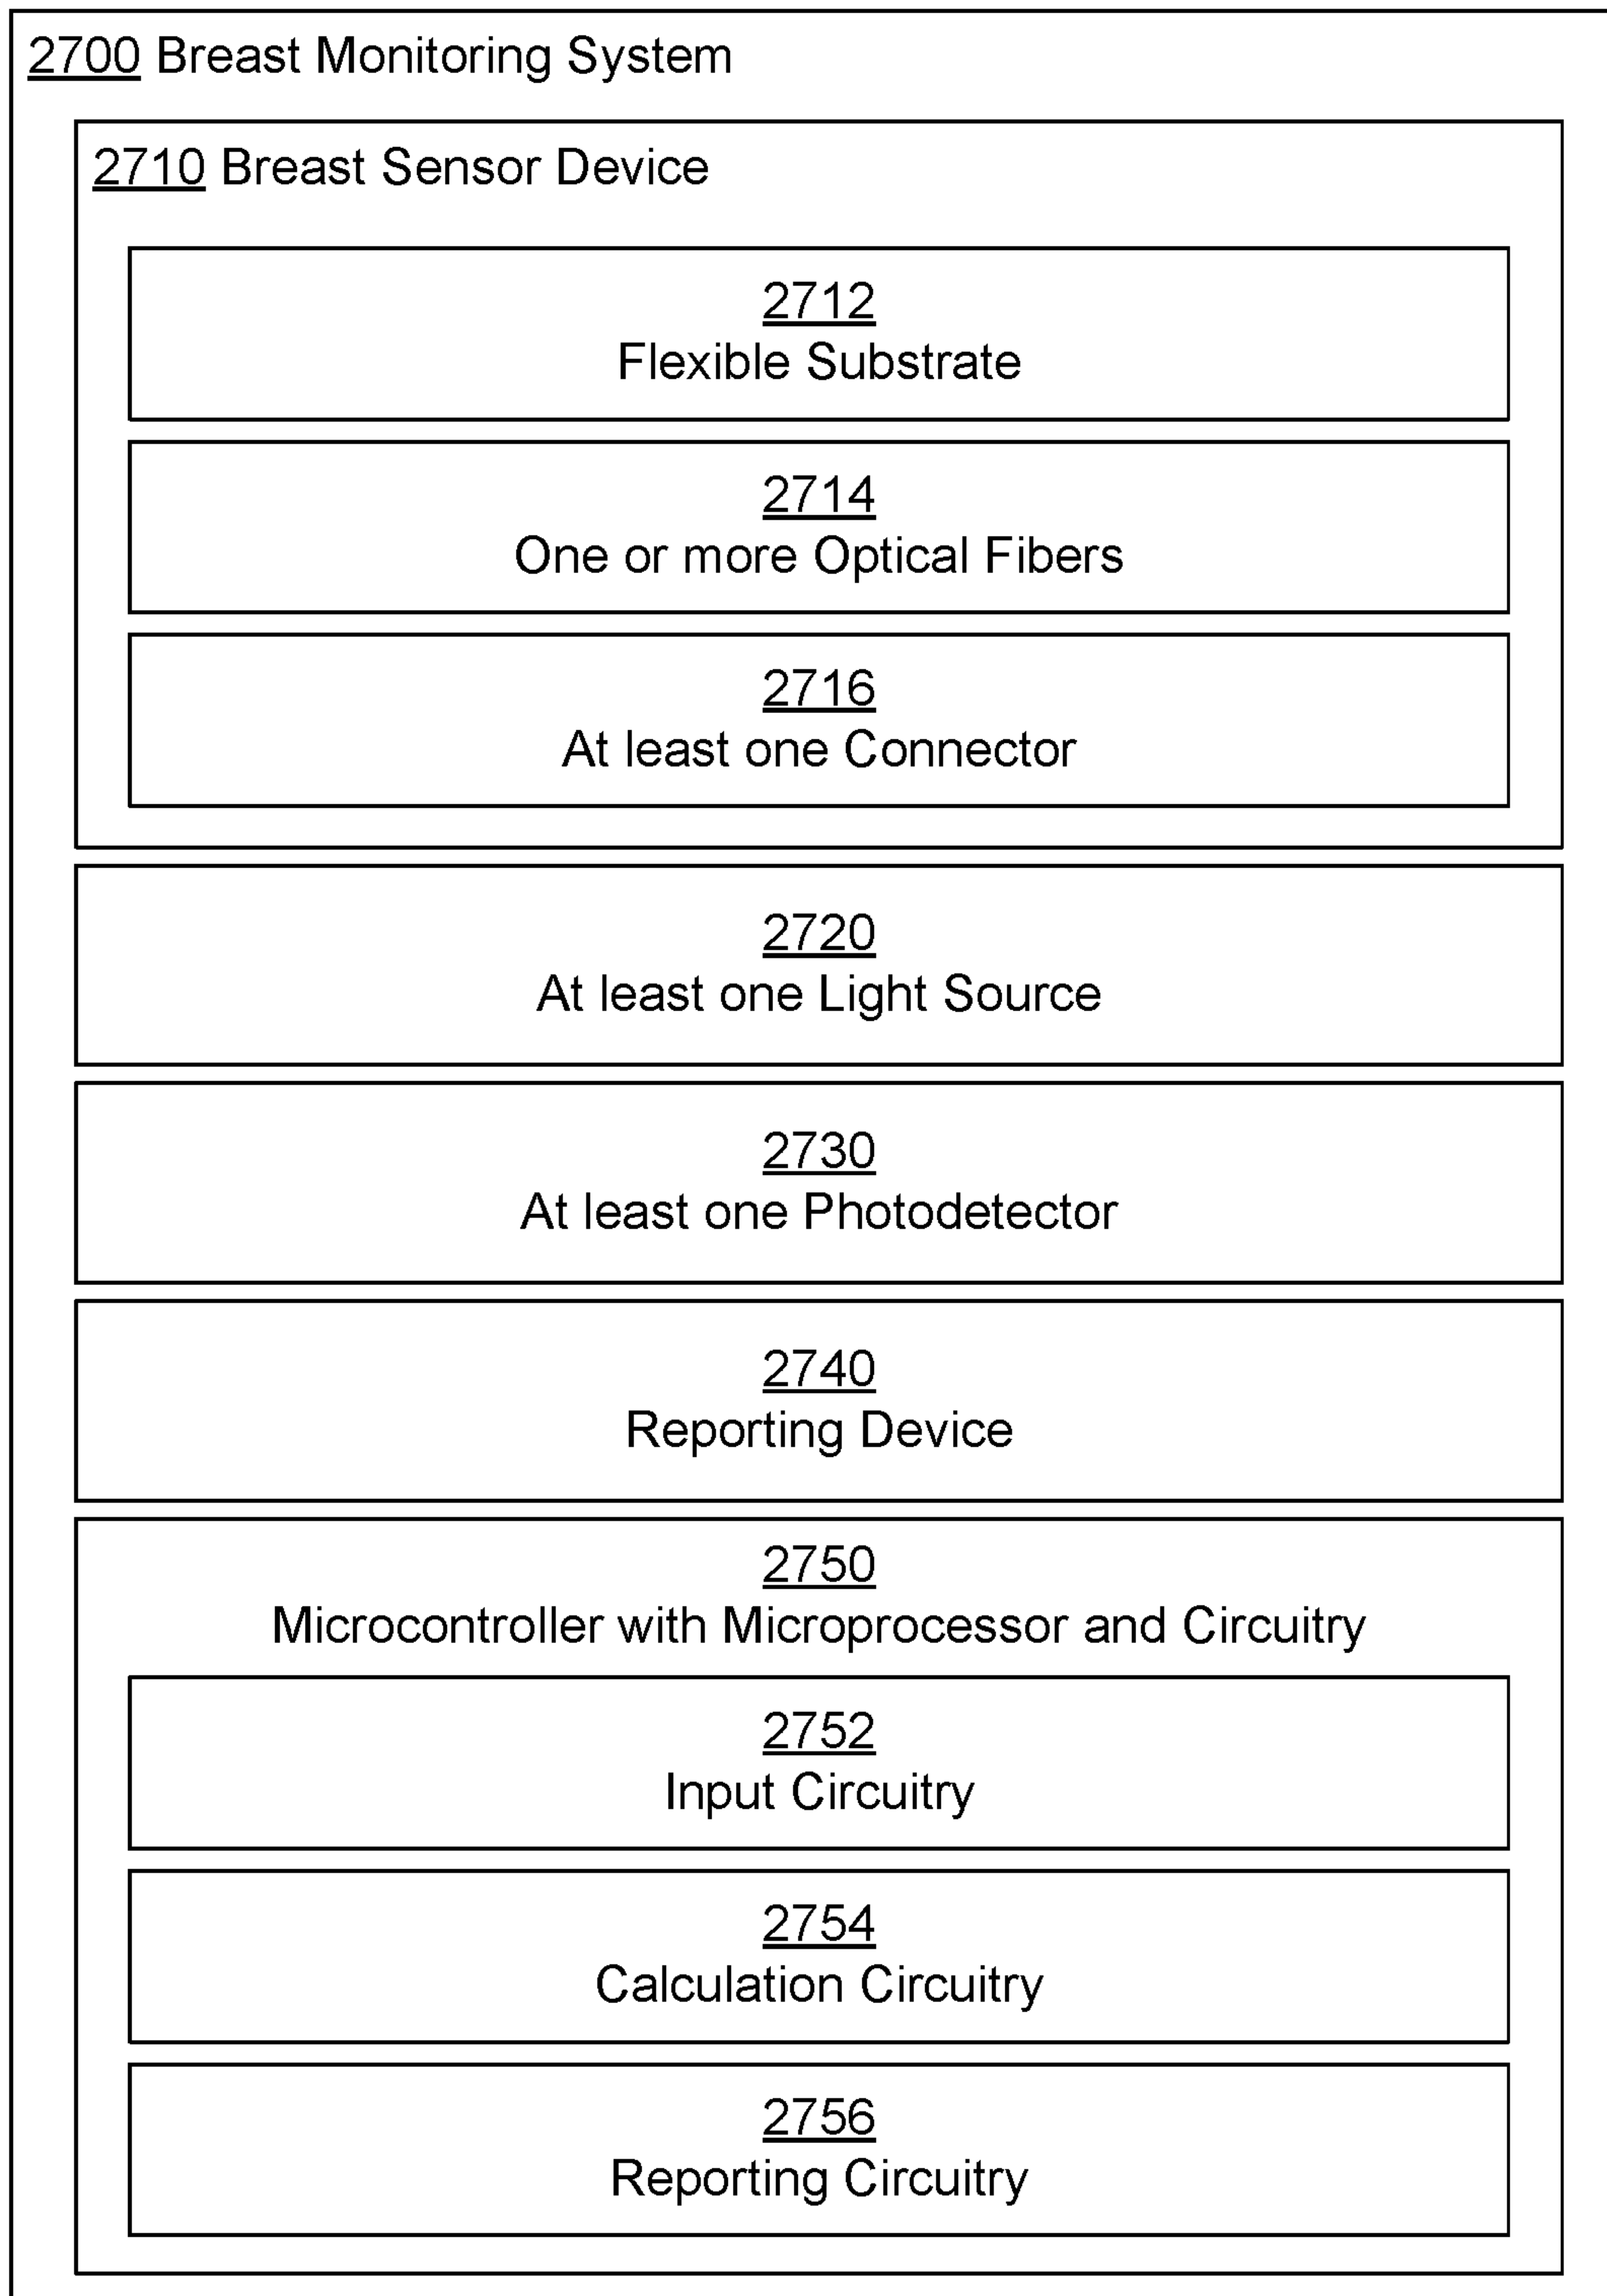 2700 Breast Monitoring System
2710 Breast Sensor Device
2712
Flexible Substrate
2714
One or more Optical Fibers
2716
At least one Connector
2720
At least one Light Source
2730
At least one Photodetector
2740
Reporting Device
2750
Microcontroller with Microprocessor and Circuitry
2752
Input Circuitry
2754
Calculation Circuitry
2756
Reporting Circuitry